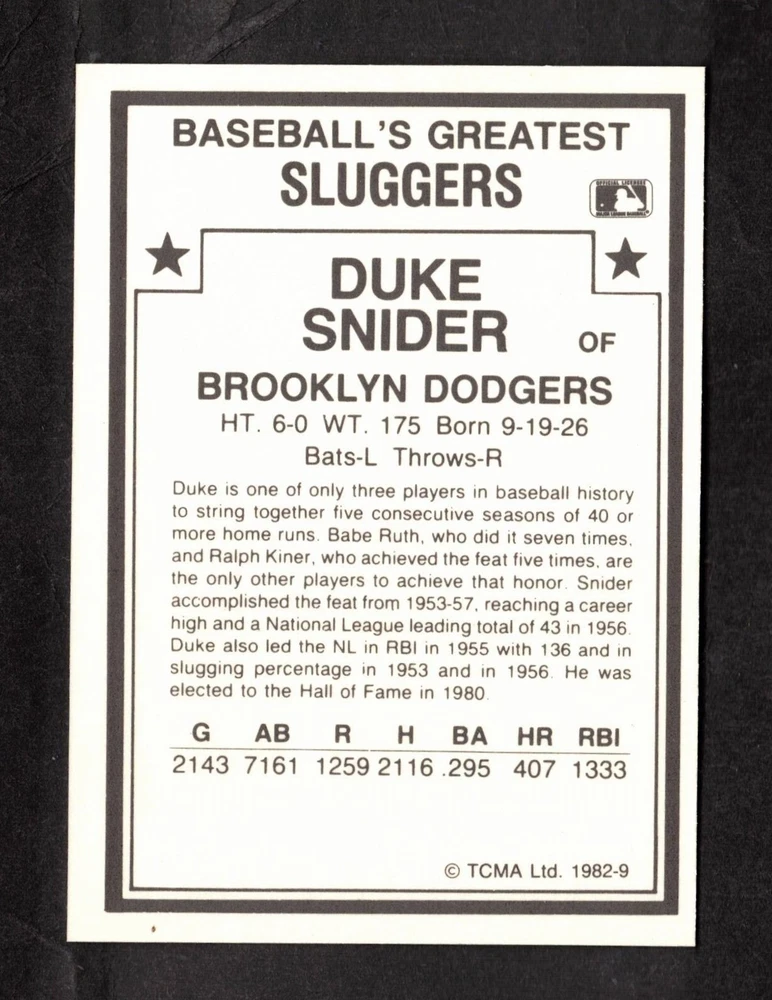 BASEBALL'S GREATEST
SLUGGERS
OFFICIAL LICENSEE
MAJOR LEAGUE BASEBALL
DUKE
SNIDER OF
BROOKLYN DODGERS
HT. 6-0 WT. 175 Born 9-19-26
Bats-L Throws-R
Duke is one of only three players in baseball history
to string together five consecutive seasons of 40 or
more home runs. Babe Ruth, who did it seven times,
and Ralph Kiner, who achieved the feat five times, are
the only other players to achieve that honor. Snider
accomplished the feat from 1953-57, reaching a career
high and a National League leading total of 43 in 1956.
Duke also led the NL in RBI in 1955 with 136 and in
slugging percentage in 1953 and in 1956. He was
elected to the Hall of Fame in 1980.
G AB R H BA HR RBI
2143 7161 1259 2116 .295 407 1333
© TCMA Ltd. 1982-9